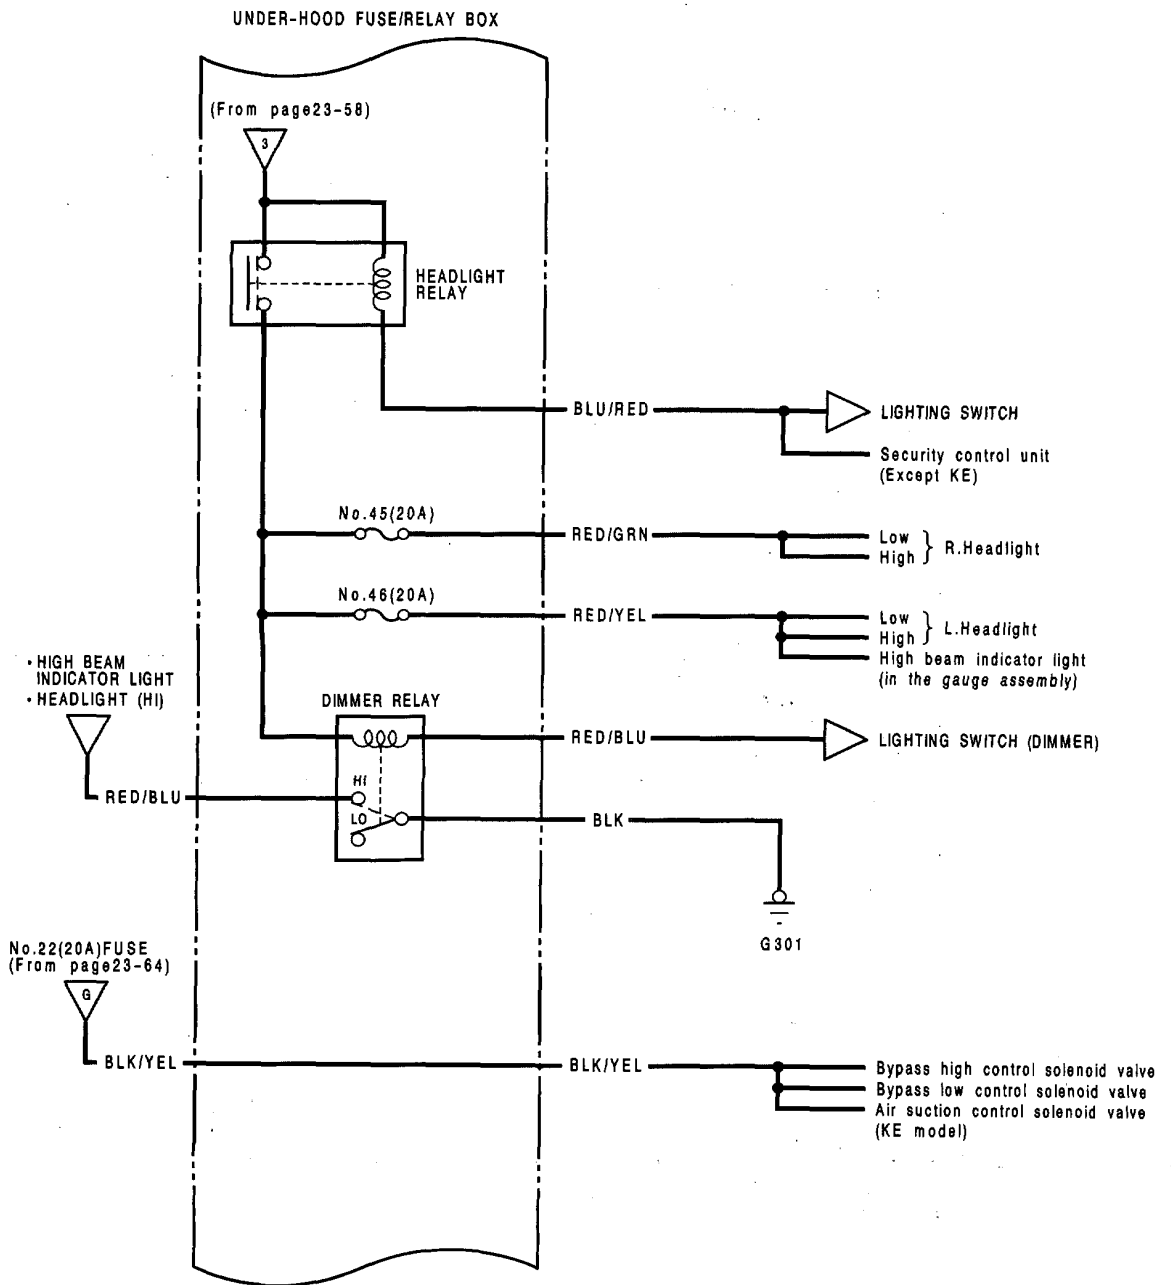 UNDER-HOOD FUSE/RELAY BOX
(From page23-58)
3
HEADLIGHT
RELAY
BLU/RED
LIGHTING SWITCH
Security control unit
(Except KE)
No.45(20A)
RED/GRN
Low
High
R.Headlight
No.46(20A)
RED/YEL
Low
High
L.Headlight
High beam indicator light
(in the gauge assembly)
• HIGH BEAM
INDICATOR LIGHT
• HEADLIGHT (HI)
DIMMER RELAY
RED/BLU
LIGHTING SWITCH (DIMMER)
HI
RED/BLU
LO
BLK
G301
No.22(20A)FUSE
(From page23-64)
G
BLK/YEL
BLK/YEL
Bypass high control solenoid valve
Bypass low control solenoid valve
Air suction control solenoid valve
(KE model)